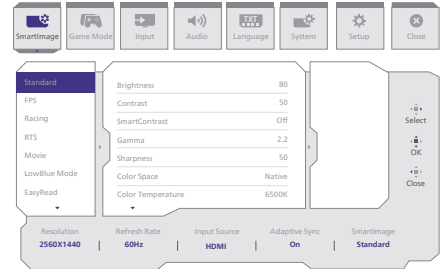 SmartImage Game Mode Input Audio TXT Language System Setup Close
Standard
FPS
Racing
RTS
Movie
LowBlue Mode
EasyRead
Brightness 80
Contrast 50
SmartContrast Off
Gamma 2.2
Sharpness 50
Color Space Native
Color Temperature 6500K
Select
OK
Close
Resolution Refresh Rate Input Source Adaptive Sync SmartImage
2560X1440 | 60Hz | HDMI | On | Standard